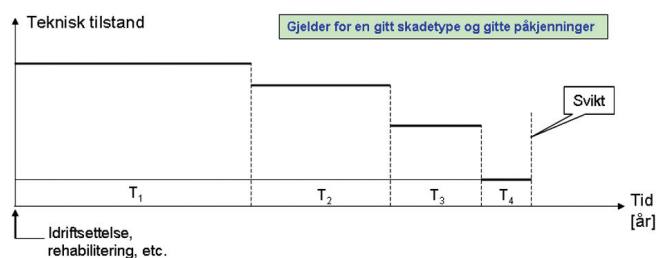 Teknisk tilstand
Gjelder for en gitt skadetype og gitte påkjenninger
Svikt
T1
T2
T3
T4
Tid
[år]
Idriftsettelse,
rehabilitering, etc.